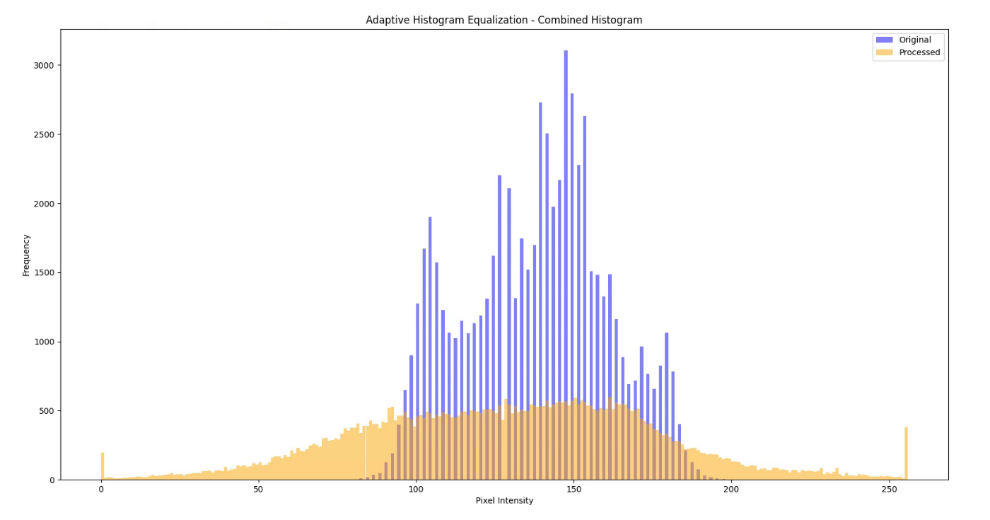 Adaptive Histogram Equalization - Combined Histogram
Original
Processed
Frequency
3000
2500
2000
1500
1000
500
0
0 50 100 150 200 250
Pixel Intensity